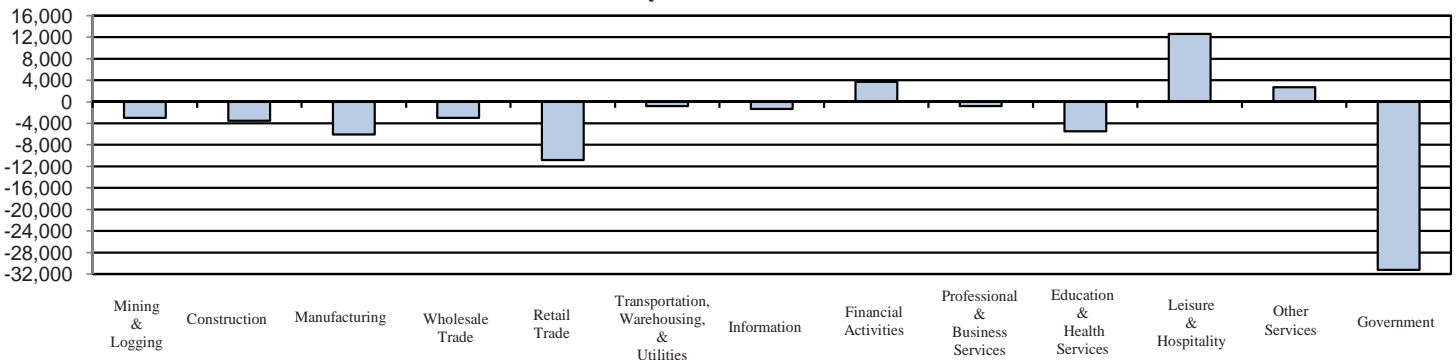 16,000
12,000
8,000
4,000
0
-4,000
-8,000
-12,000
-16,000
-20,000
-24,000
-28,000
-32,000
Mining
&
Logging
Construction
Manufacturing
Wholesale
Trade
Retail
Trade
Transportation,
Warehousing,
&
Utilities
Information
Financial
Activities
Professional
&
Business
Services
Education
&
Health
Services
Leisure
&
Hospitality
Other
Services
Government